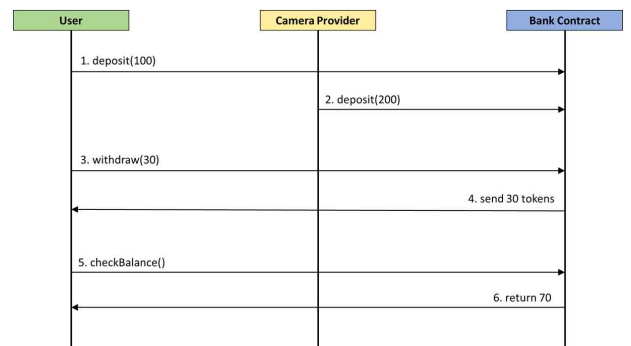 User
Camera Provider
Bank Contract
1. deposit(100)
2. deposit(200)
3. withdraw(30)
4. send 30 tokens
5. checkBalance()
6. return 70